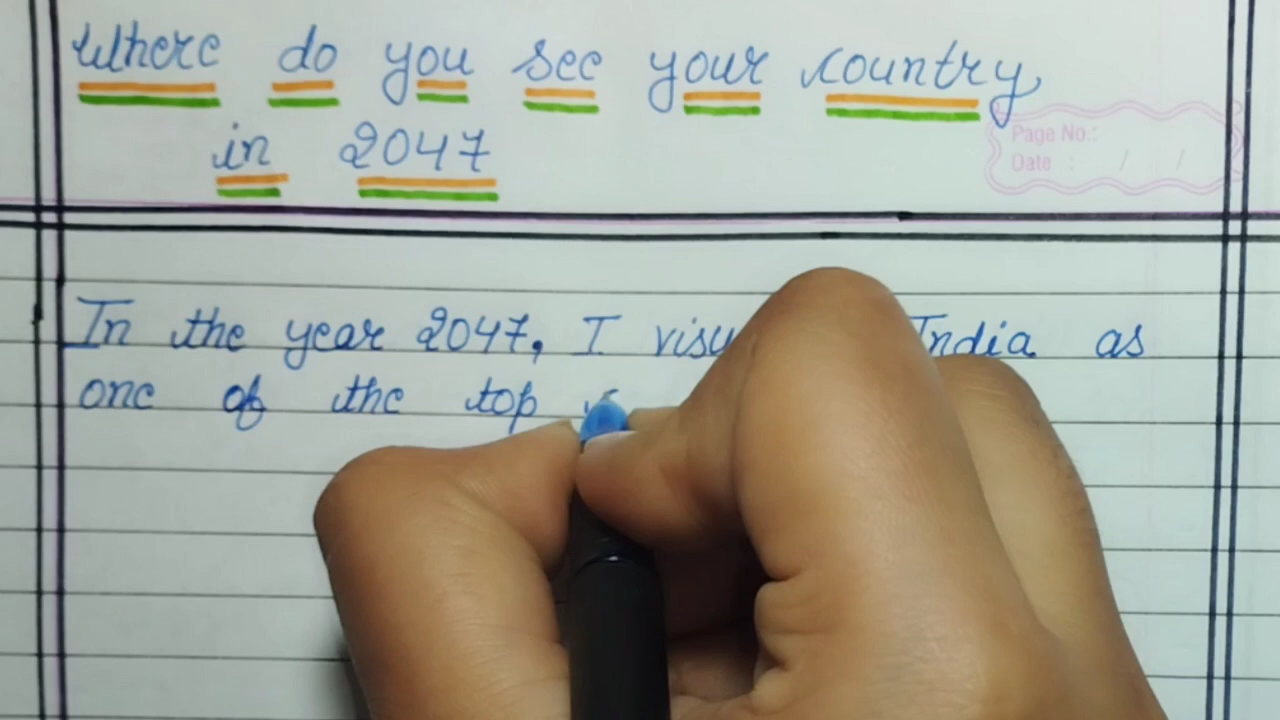 Where do you see your country
in 2047
Page No.:
Date : / /
In the year 2047, I India as
one of the top